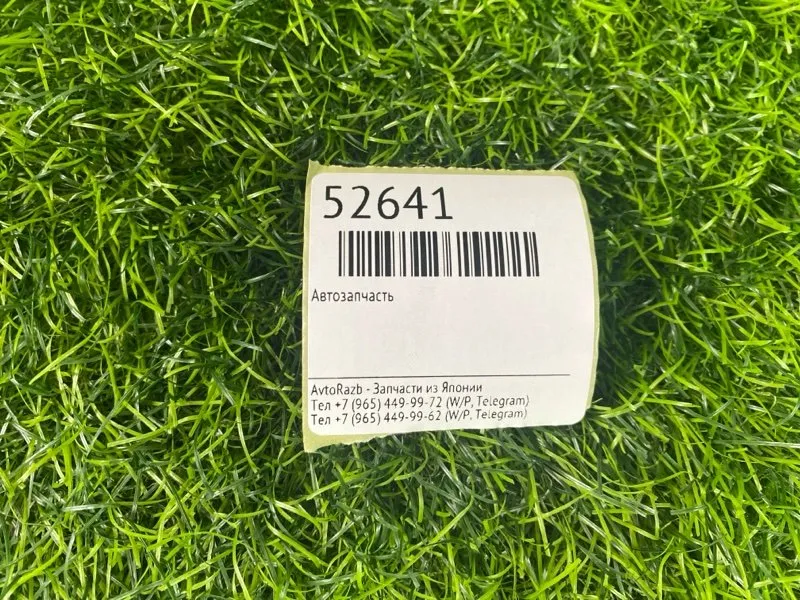 52641
Автозапчасть
AvtoRazb - Запчасти из Японии
Тел +7 (965) 449-99-72 (W/P, Telegram)
Тел +7 (965) 449-99-62 (W/P, Telegram)